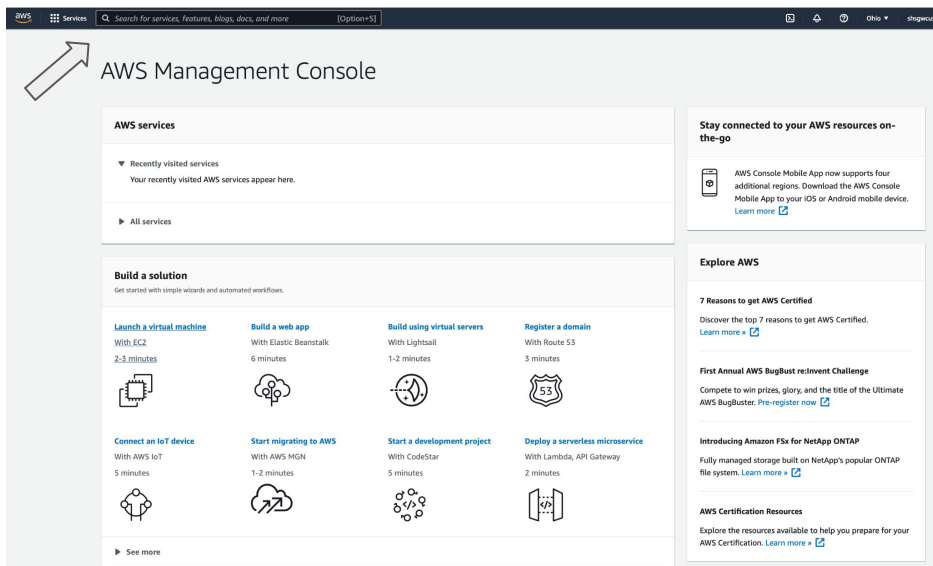 aws Services Search for services, features, blogs, docs, and more [Option+S] Ohio ▼ shsgwcus
AWS Management Console
AWS services
▼ Recently visited services
Your recently visited AWS services appear here.
▶ All services
Build a solution
Get started with simple wizards and automated workflows.
Launch a virtual machine
With EC2
2-3 minutes
Build a web app
With Elastic Beanstalk
6 minutes
Build using virtual servers
With Lightsail
1-2 minutes
Register a domain
With Route 53
3 minutes
53
Connect an IoT device
With AWS IoT
5 minutes
Start migrating to AWS
With AWS MGN
1-2 minutes
Start a development project
With CodeStar
5 minutes
</>
Deploy a serverless microservice
With Lambda, API Gateway
2 minutes
</>
▶ See more
Stay connected to your AWS resources on-
the-go
AWS Console Mobile App now supports four
additional regions. Download the AWS Console
Mobile App to your iOS or Android mobile device.
Learn more
Explore AWS
7 Reasons to get AWS Certified
Discover the top 7 reasons to get AWS Certified.
Learn more »
First Annual AWS BugBust re:Invent Challenge
Compete to win prizes, glory, and the title of the Ultimate
AWS BugBuster. Pre-register now
Introducing Amazon FSx for NetApp ONTAP
Fully managed storage built on NetApp's popular ONTAP
file system. Learn more »
AWS Certification Resources
Explore the resources available to help you prepare for your
AWS Certification. Learn more »